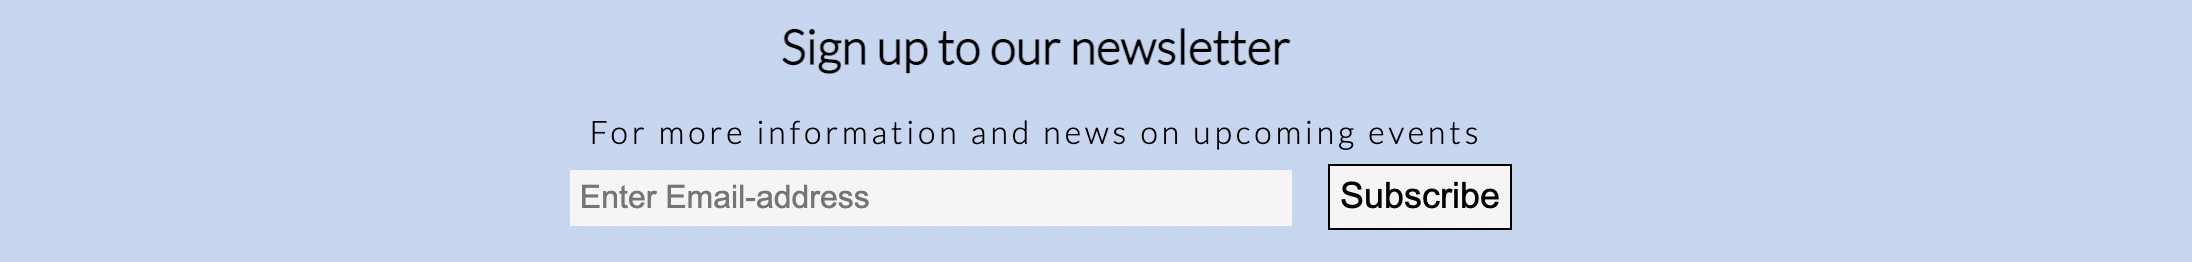 Sign up to our newsletter
For more information and news on upcoming events
Enter Email-address
Subscribe